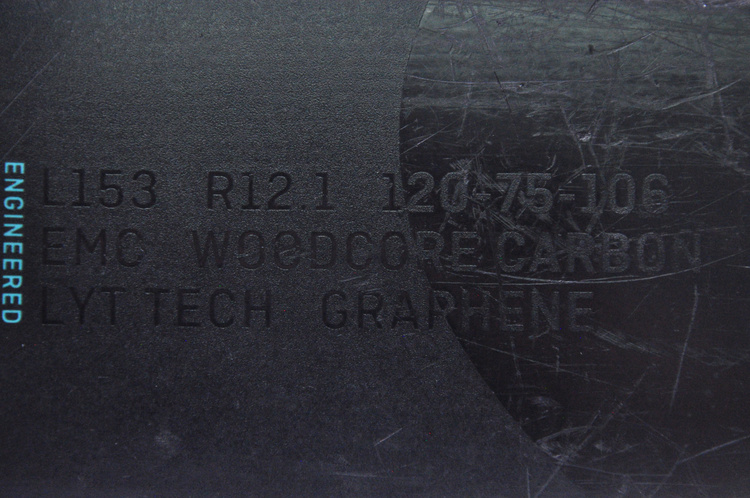 ENGINEERED
L153 R12.1 120-75-106
EMC WOODCORE CARBON
LYT TECH GRAPHENE